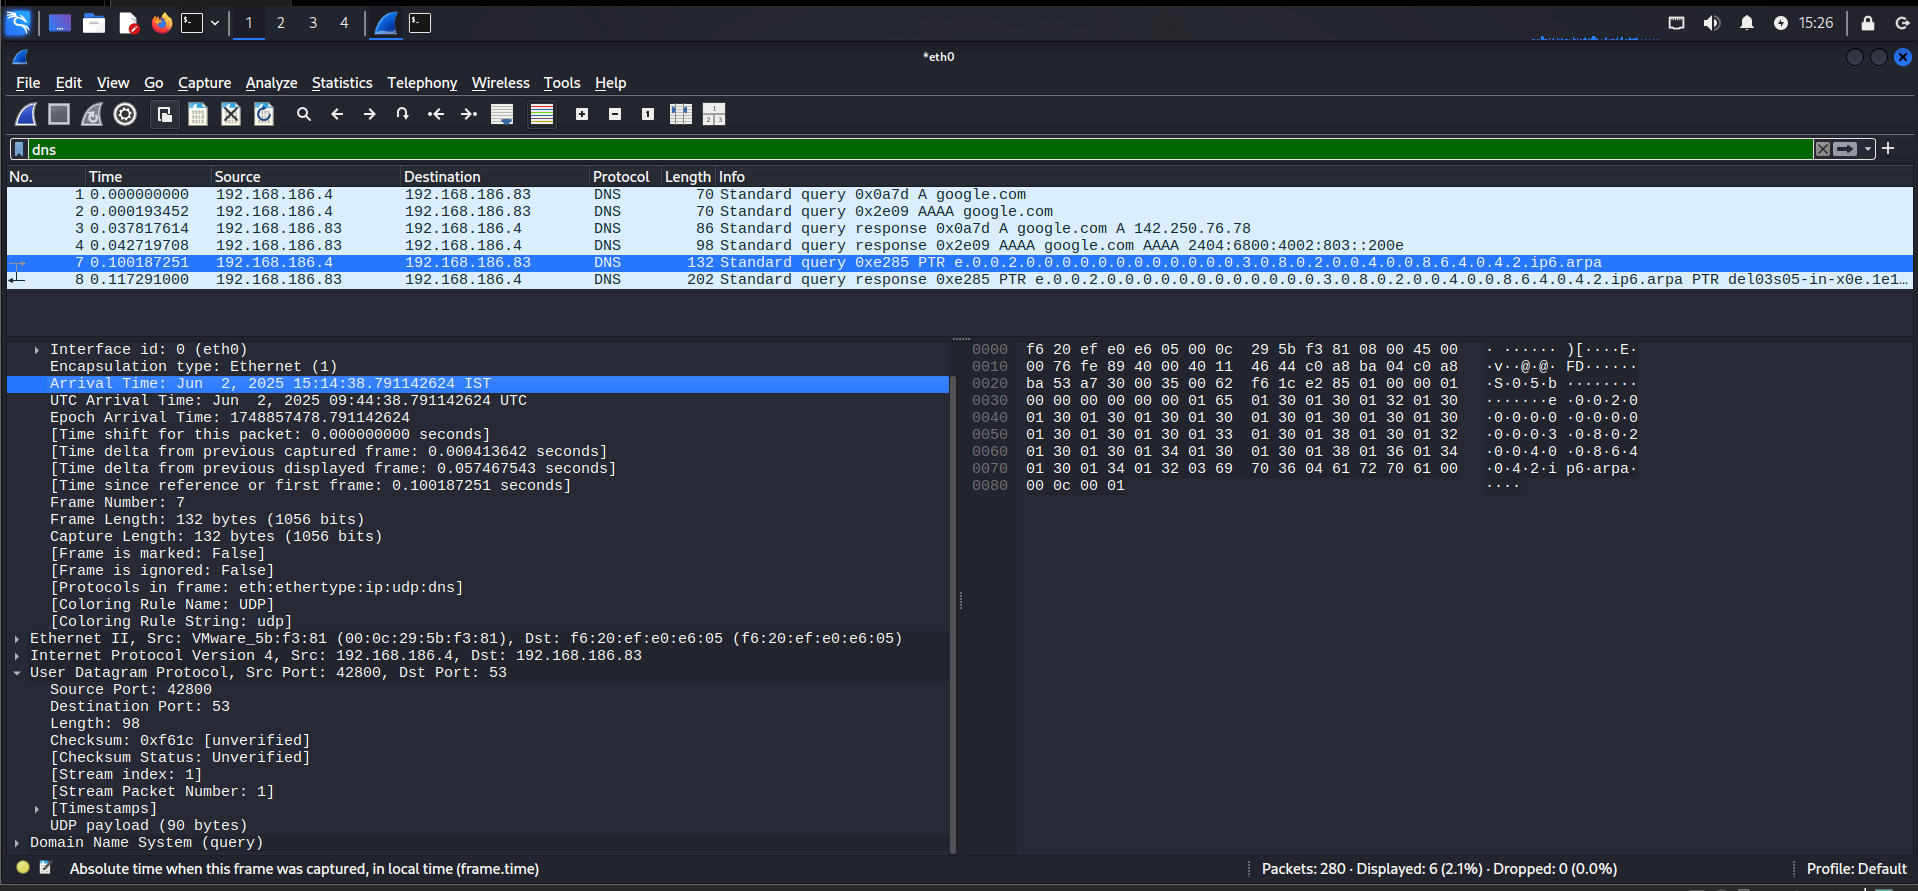 1 2 3 4 15:26
*eth0
File Edit View Go Capture Analyze Statistics Telephony Wireless Tools Help
dns
No. Time Source Destination Protocol Length Info
1 0.000000000 192.168.186.4 192.168.186.83 DNS 70 Standard query 0x0a7d A google.com
2 0.000193452 192.168.186.4 192.168.186.83 DNS 70 Standard query 0x2e09 AAAA google.com
3 0.037817614 192.168.186.83 192.168.186.4 DNS 86 Standard query response 0x0a7d A google.com A 142.250.76.78
4 0.042719708 192.168.186.83 192.168.186.4 DNS 98 Standard query response 0x2e09 AAAA google.com AAAA 2404:6800:4002:803::200e
7 0.100187251 192.168.186.4 192.168.186.83 DNS 132 Standard query 0xe285 PTR e.0.0.2.0.0.0.0.0.0.0.0.0.0.0.0.3.0.8.0.2.0.0.4.0.0.8.6.4.0.4.2.ip6.arpa
8 0.117291000 192.168.186.83 192.168.186.4 DNS 202 Standard query response 0xe285 PTR e.0.0.2.0.0.0.0.0.0.0.0.0.0.0.0.3.0.8.0.2.0.0.4.0.0.8.6.4.0.4.2.ip6.arpa PTR del03s05-in-x0e.1e1…
Interface id: 0 (eth0)
Encapsulation type: Ethernet (1)
Arrival Time: Jun  2, 2025 15:14:38.791142624 IST
UTC Arrival Time: Jun  2, 2025 09:44:38.791142624 UTC
Epoch Arrival Time: 1748857478.791142624
[Time shift for this packet: 0.000000000 seconds]
[Time delta from previous captured frame: 0.000413642 seconds]
[Time delta from previous displayed frame: 0.057467543 seconds]
[Time since reference or first frame: 0.100187251 seconds]
Frame Number: 7
Frame Length: 132 bytes (1056 bits)
Capture Length: 132 bytes (1056 bits)
[Frame is marked: False]
[Frame is ignored: False]
[Protocols in frame: eth:ethertype:ip:udp:dns]
[Coloring Rule Name: UDP]
[Coloring Rule String: udp]
Ethernet II, Src: VMware_5b:f3:81 (00:0c:29:5b:f3:81), Dst: f6:20:ef:e0:e6:05 (f6:20:ef:e0:e6:05)
Internet Protocol Version 4, Src: 192.168.186.4, Dst: 192.168.186.83
User Datagram Protocol, Src Port: 42800, Dst Port: 53
Source Port: 42800
Destination Port: 53
Length: 98
Checksum: 0xf61c [unverified]
[Checksum Status: Unverified]
[Stream index: 1]
[Stream Packet Number: 1]
[Timestamps]
UDP payload (90 bytes)
Domain Name System (query)
0000 f6 20 ef e0 e6 05 00 0c 29 5b f3 81 08 00 45 00 · ······ )[····E·
0010 00 76 fe 89 40 00 40 11 46 44 c0 a8 ba 04 c0 a8 ·v··@·@· FD······
0020 ba 53 a7 30 00 35 00 62 f6 1c e2 85 01 00 00 01 ·S·0·5·b ········
0030 00 00 00 00 00 00 01 65 01 30 01 30 01 32 01 30 ·······e ·0·0·2·0
0040 01 30 01 30 01 30 01 30 01 30 01 30 01 30 01 30 ·0·0·0·0 ·0·0·0·0
0050 01 30 01 30 01 30 01 33 01 30 01 38 01 30 01 32 ·0·0·0·3 ·0·8·0·2
0060 01 30 01 30 01 34 01 30 01 30 01 38 01 36 01 34 ·0·0·4·0 ·0·8·6·4
0070 01 30 01 34 01 32 03 69 70 36 04 61 72 70 61 00 ·0·4·2·i p6·arpa·
0080 00 0c 00 01 ····
Absolute time when this frame was captured, in local time (frame.time) Packets: 280 · Displayed: 6 (2.1%) · Dropped: 0 (0.0%) Profile: Default